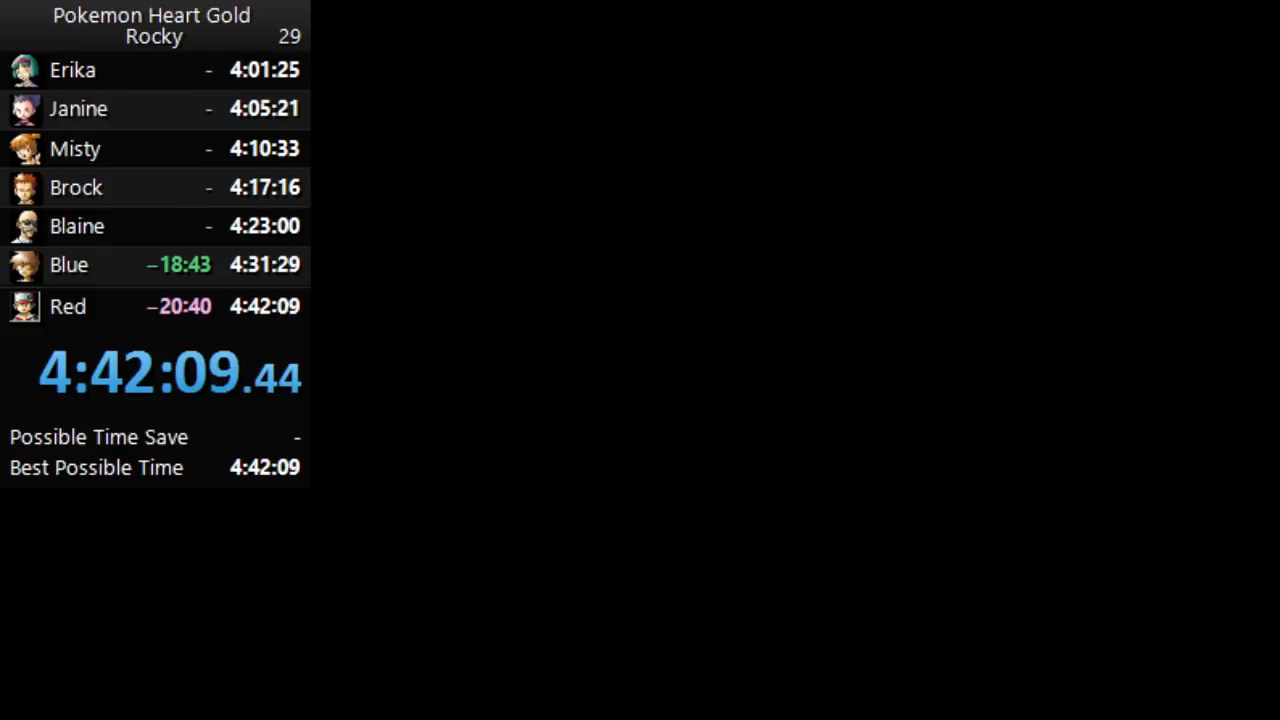 Pokemon Heart Gold
Rocky 29
Erika - 4:01:25
Janine - 4:05:21
Misty - 4:10:33
Brock - 4:17:16
Blaine - 4:23:00
Blue −18:43 4:31:29
Red −20:40 4:42:09
4:42:09.44
Possible Time Save -
Best Possible Time 4:42:09